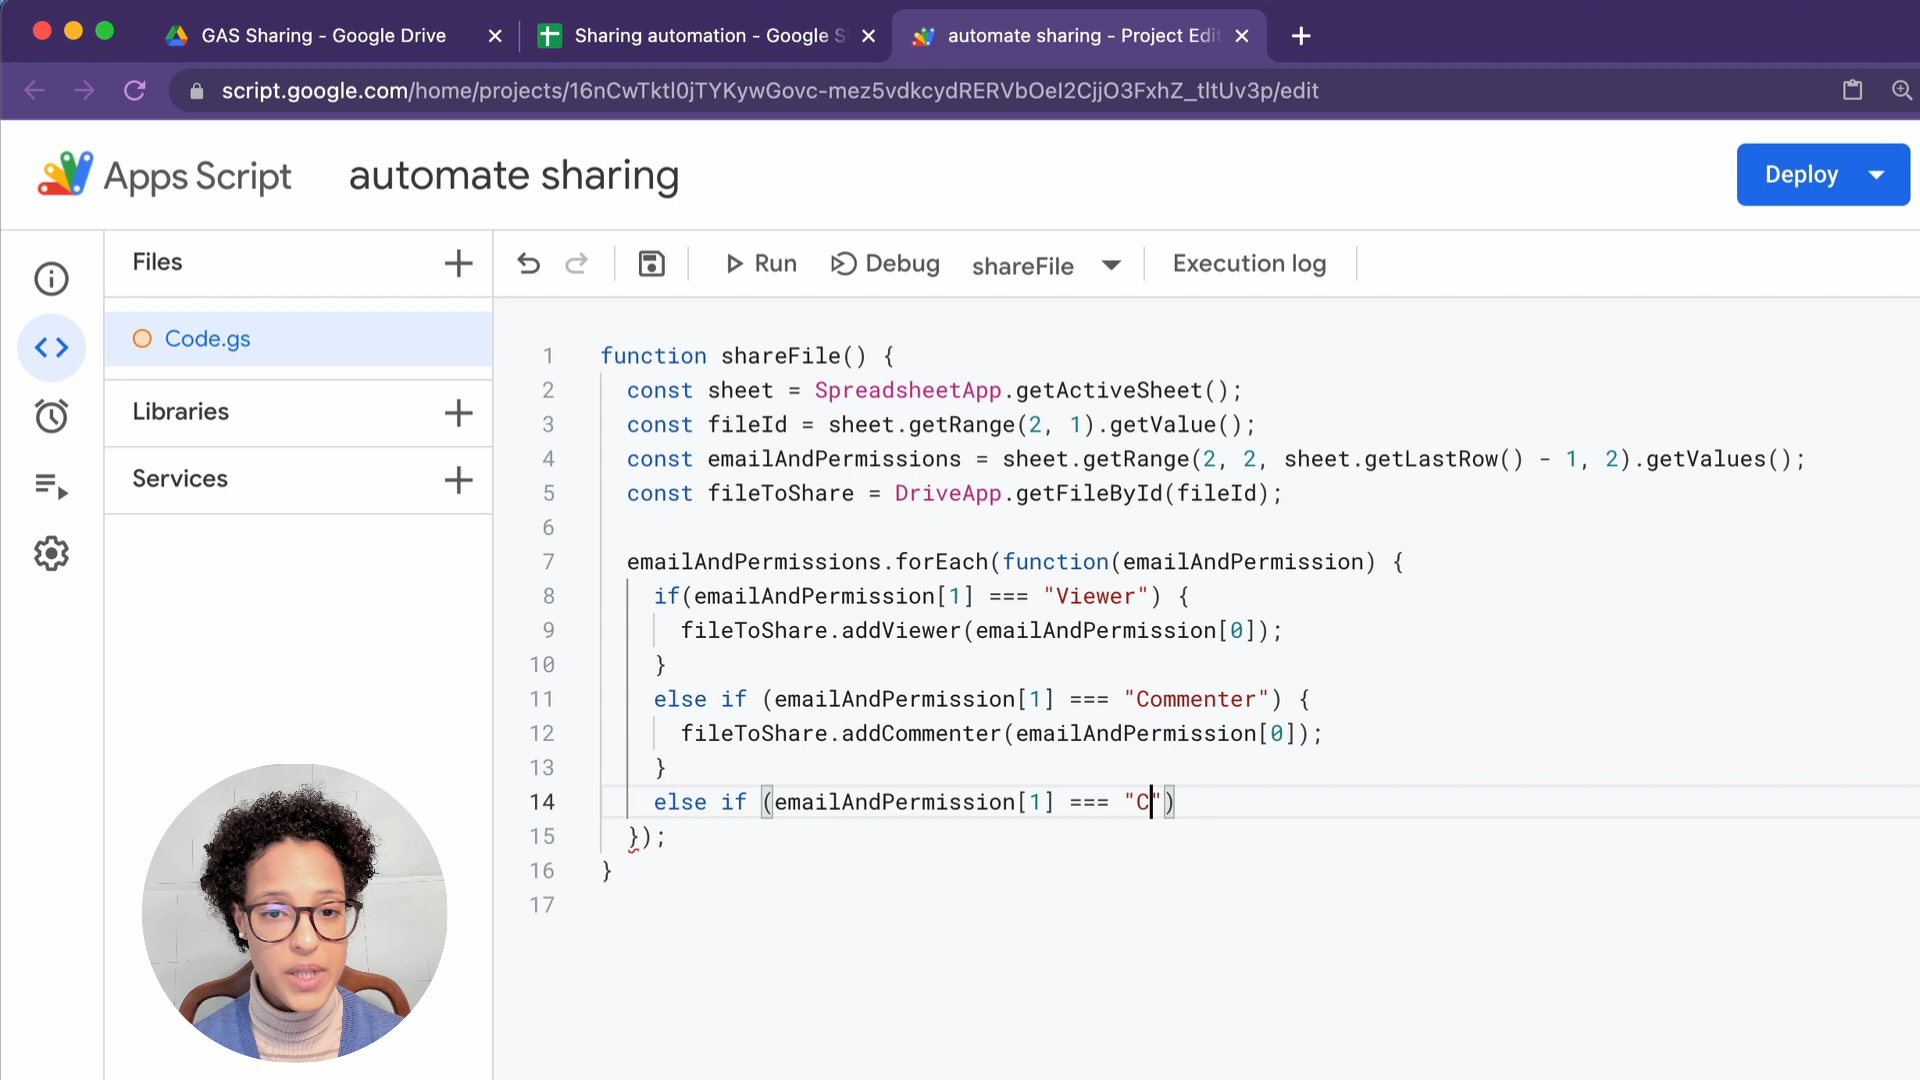 GAS Sharing - Google Drive
Sharing automation - Google S
automate sharing - Project Edit
script.google.com/home/projects/16nCwTktl0jTYKywGovc-mez5vdkcydRERVbOeI2CjjO3FxhZ_tltUv3p/edit
Apps Script
automate sharing
Deploy
Files
Run
Debug
shareFile
Execution log
Code.gs
Libraries
Services
1 function shareFile() {
2 const sheet = SpreadsheetApp.getActiveSheet();
3 const fileId = sheet.getRange(2, 1).getValue();
4 const emailAndPermissions = sheet.getRange(2, 2, sheet.getLastRow() - 1, 2).getValues();
5 const fileToShare = DriveApp.getFileById(fileId);
6
7 emailAndPermissions.forEach(function(emailAndPermission) {
8 if(emailAndPermission[1] === "Viewer") {
9 fileToShare.addViewer(emailAndPermission[0]);
10 }
11 else if (emailAndPermission[1] === "Commenter") {
12 fileToShare.addCommenter(emailAndPermission[0]);
13 }
14 else if (emailAndPermission[1] === "C")
15 });
16 }
17